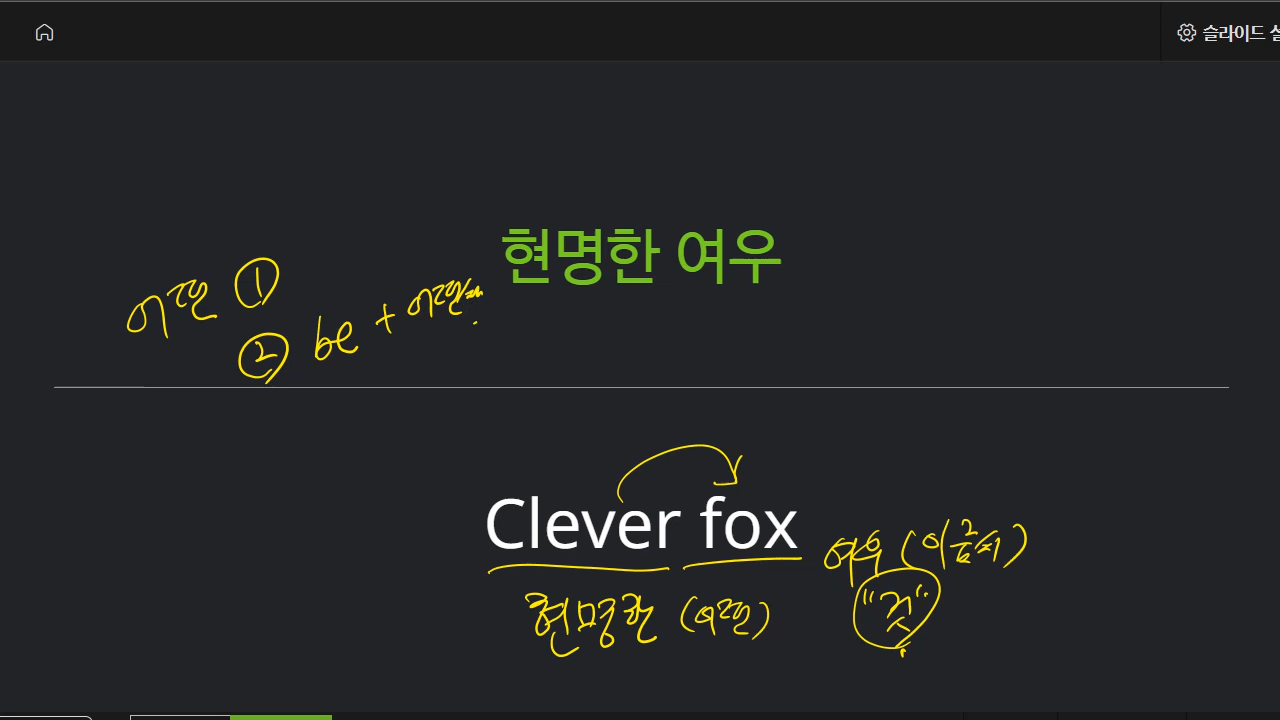 슬라이드
현명한 여우
어떤 ①
② be + 어떤
Clever fox
여우 (이름씨)
현명한 (어떤)
"것"